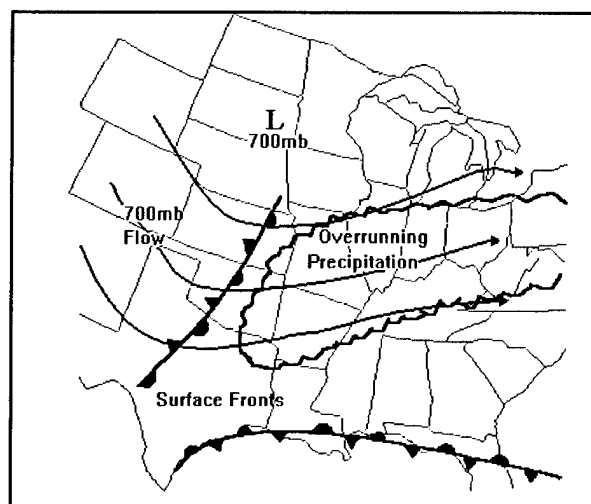 L
700mb
700mb
Flow
Overrunning
Precipitation
Surface Fronts